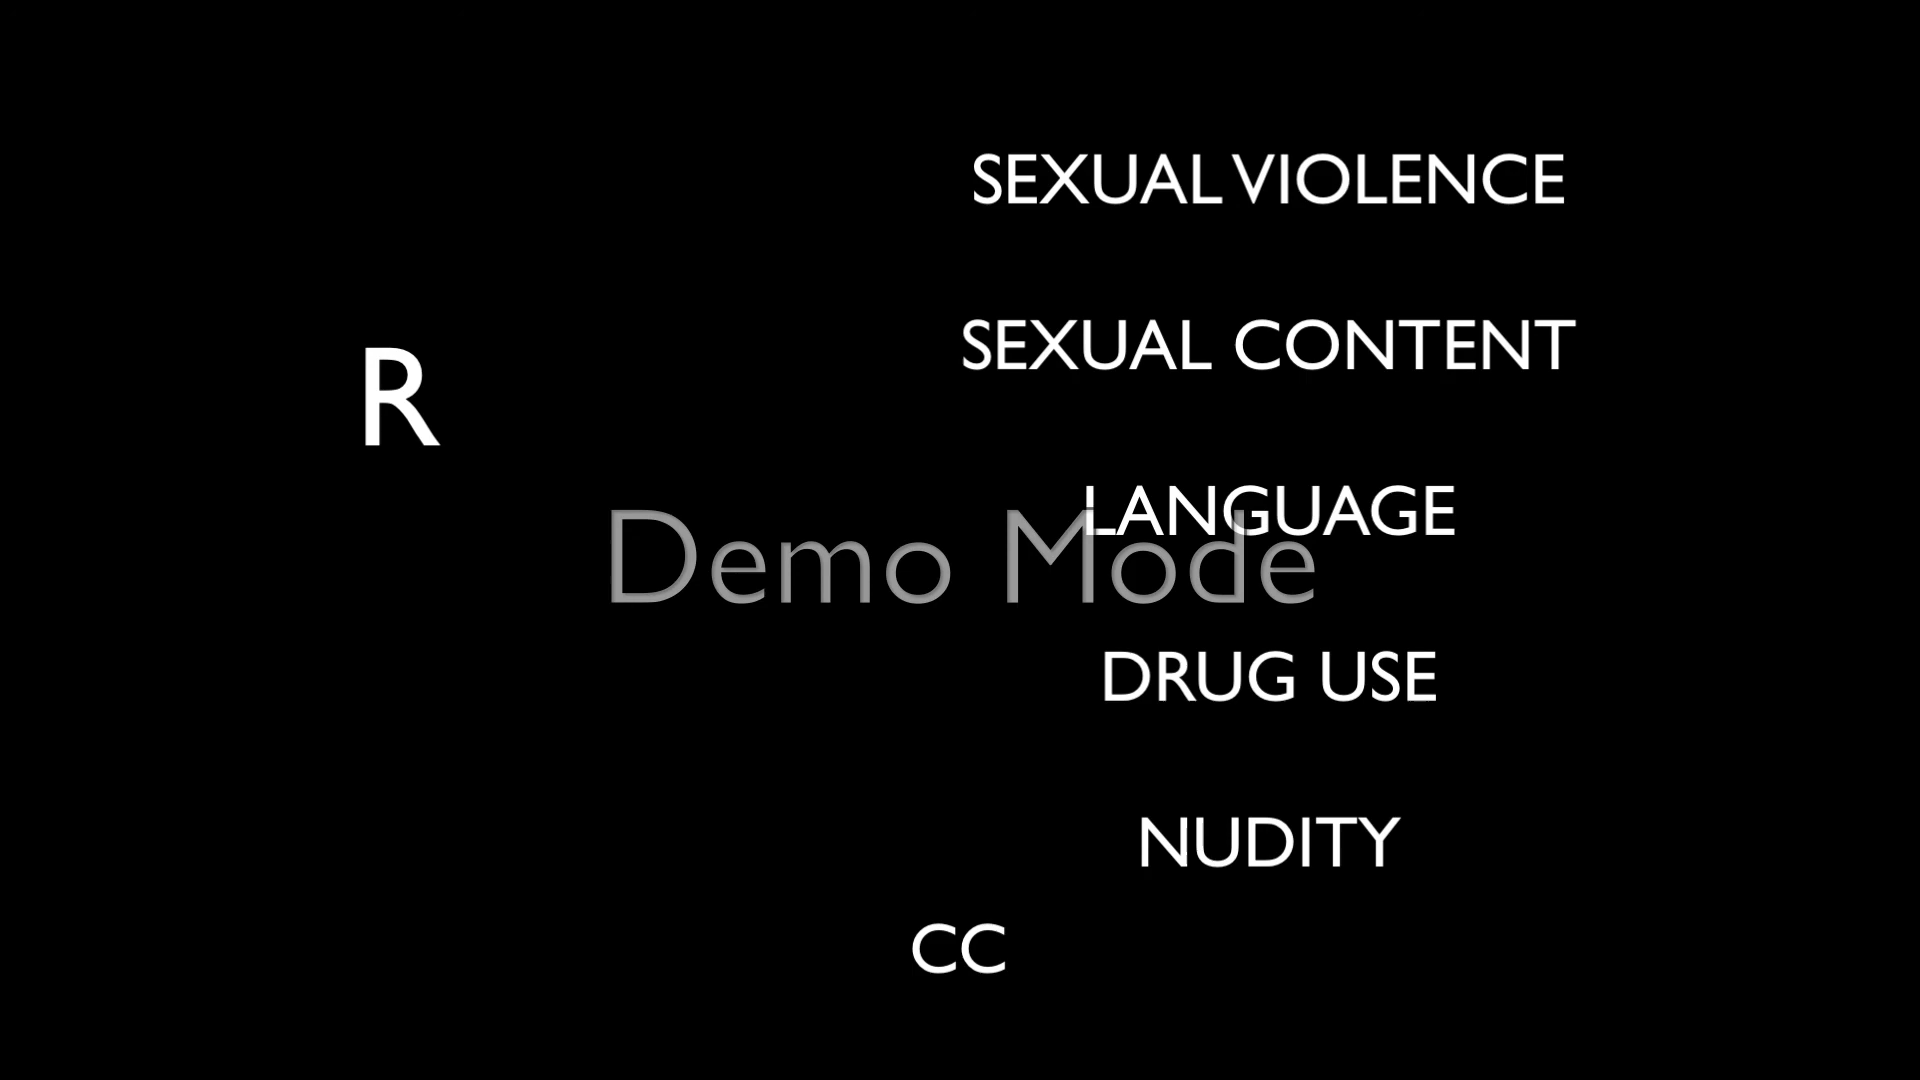 SEXUAL VIOLENCE
SEXUAL CONTENT
R
LANGUAGE
Demo Mode
DRUG USE
NUDITY
CC